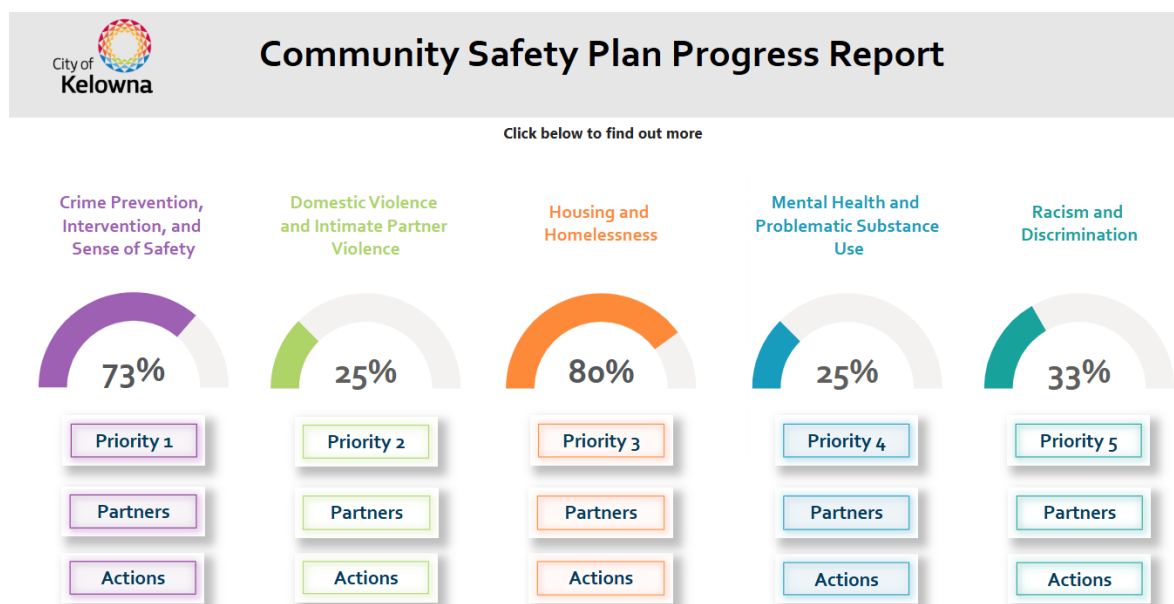 City of
Kelowna
Community Safety Plan Progress Report
Click below to find out more
Crime Prevention,
Intervention, and
Sense of Safety
73%
Priority 1
Partners
Actions
Domestic Violence
and Intimate Partner
Violence
25%
Priority 2
Partners
Actions
Housing and
Homelessness
80%
Priority 3
Partners
Actions
Mental Health and
Problematic Substance
Use
25%
Priority 4
Partners
Actions
Racism and
Discrimination
33%
Priority 5
Partners
Actions